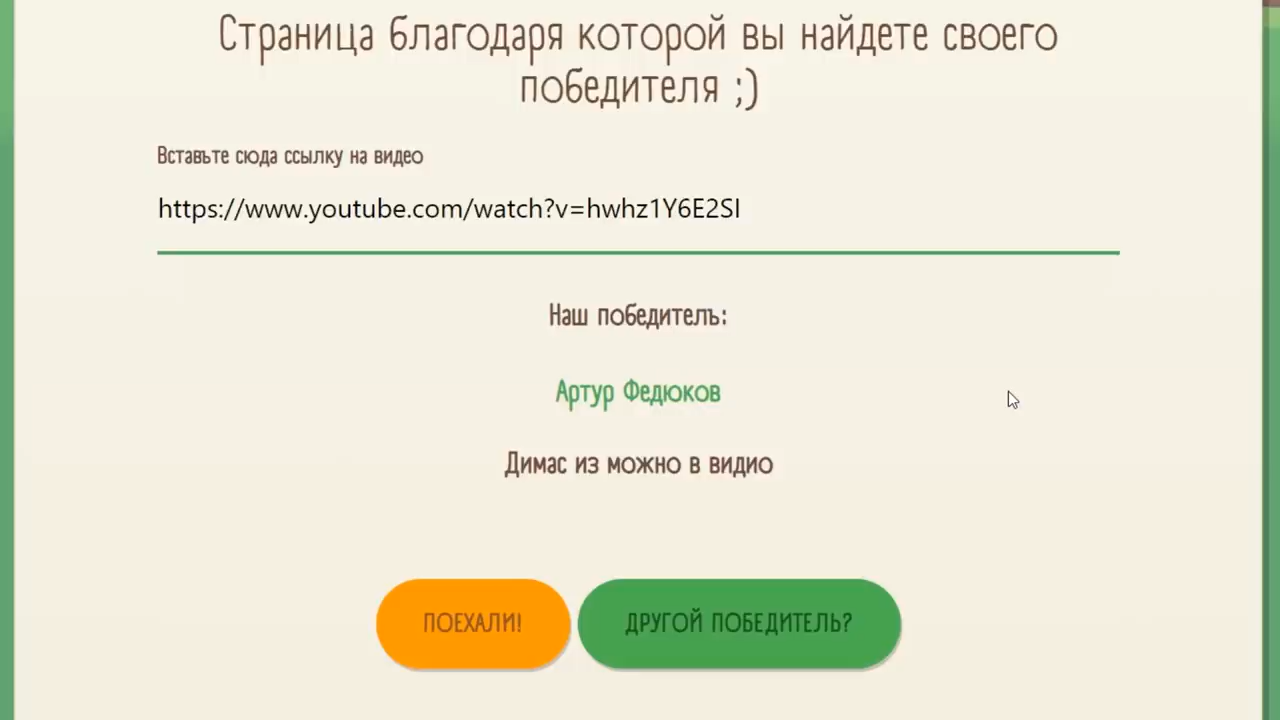 Страница благодаря которой вы найдете своего
победителя ;)
Вставьте сюда ссылку на видео
https://www.youtube.com/watch?v=hwhz1Y6E2SI
Наш победитель:
Артур Федюков
Димас из можно в видио
ПОЕХАЛИ!
ДРУГОЙ ПОБЕДИТЕЛЬ?